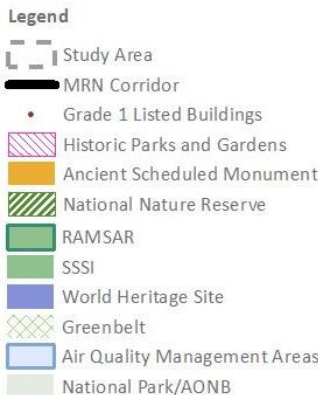 Legend
Study Area
MRN Corridor
Grade 1 Listed Buildings
Historic Parks and Gardens
Ancient Scheduled Monument
National Nature Reserve
RAMSAR
SSSI
World Heritage Site
Greenbelt
Air Quality Management Areas
National Park/AONB